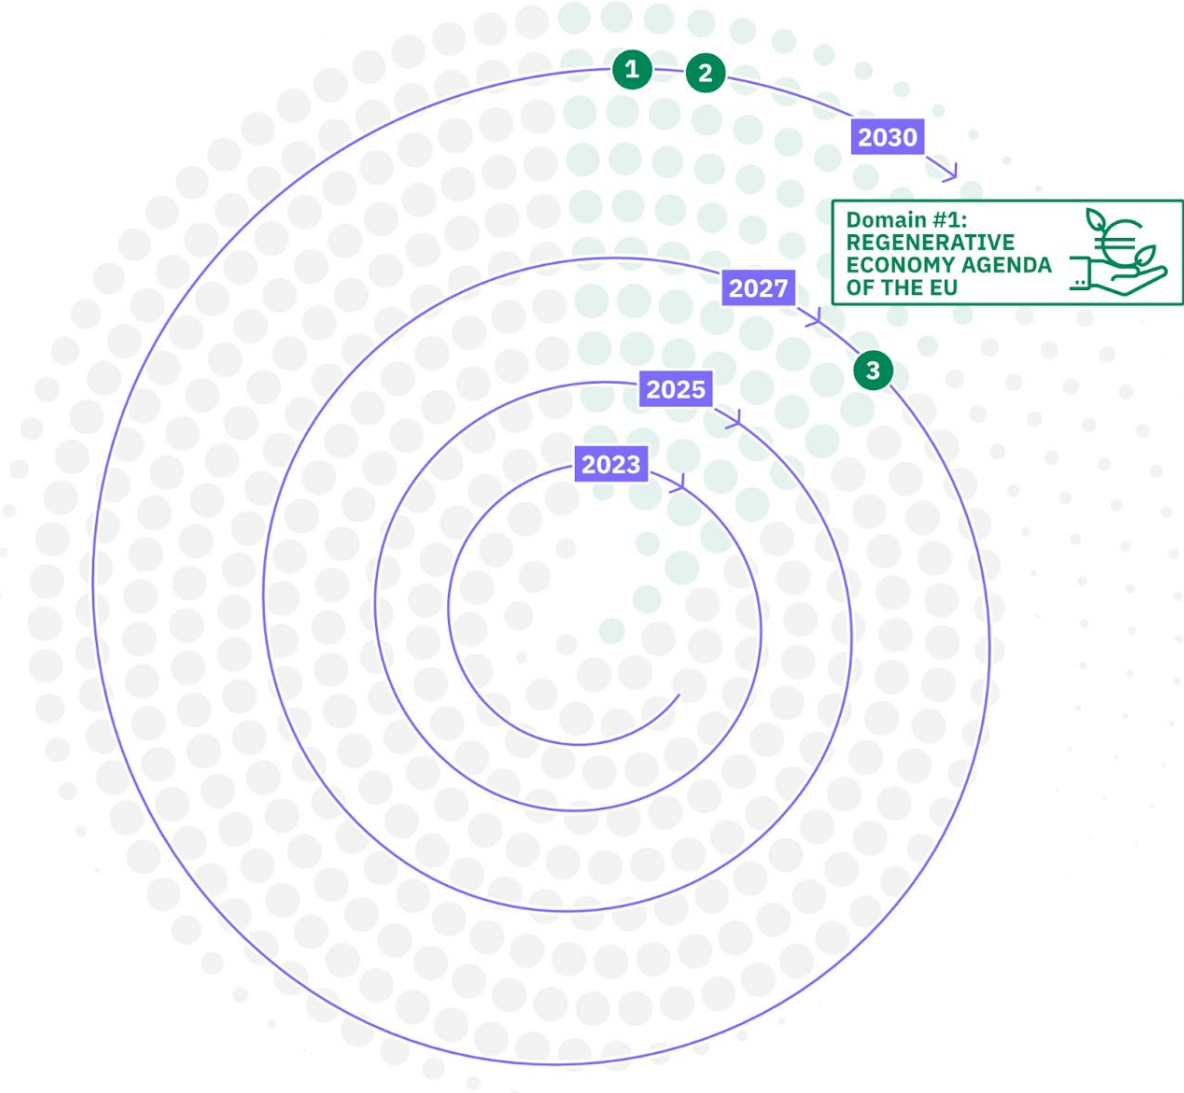 1
2
2030
Domain #1:
REGENERATIVE
ECONOMY AGENDA
OF THE EU
2027
3
2025
2023